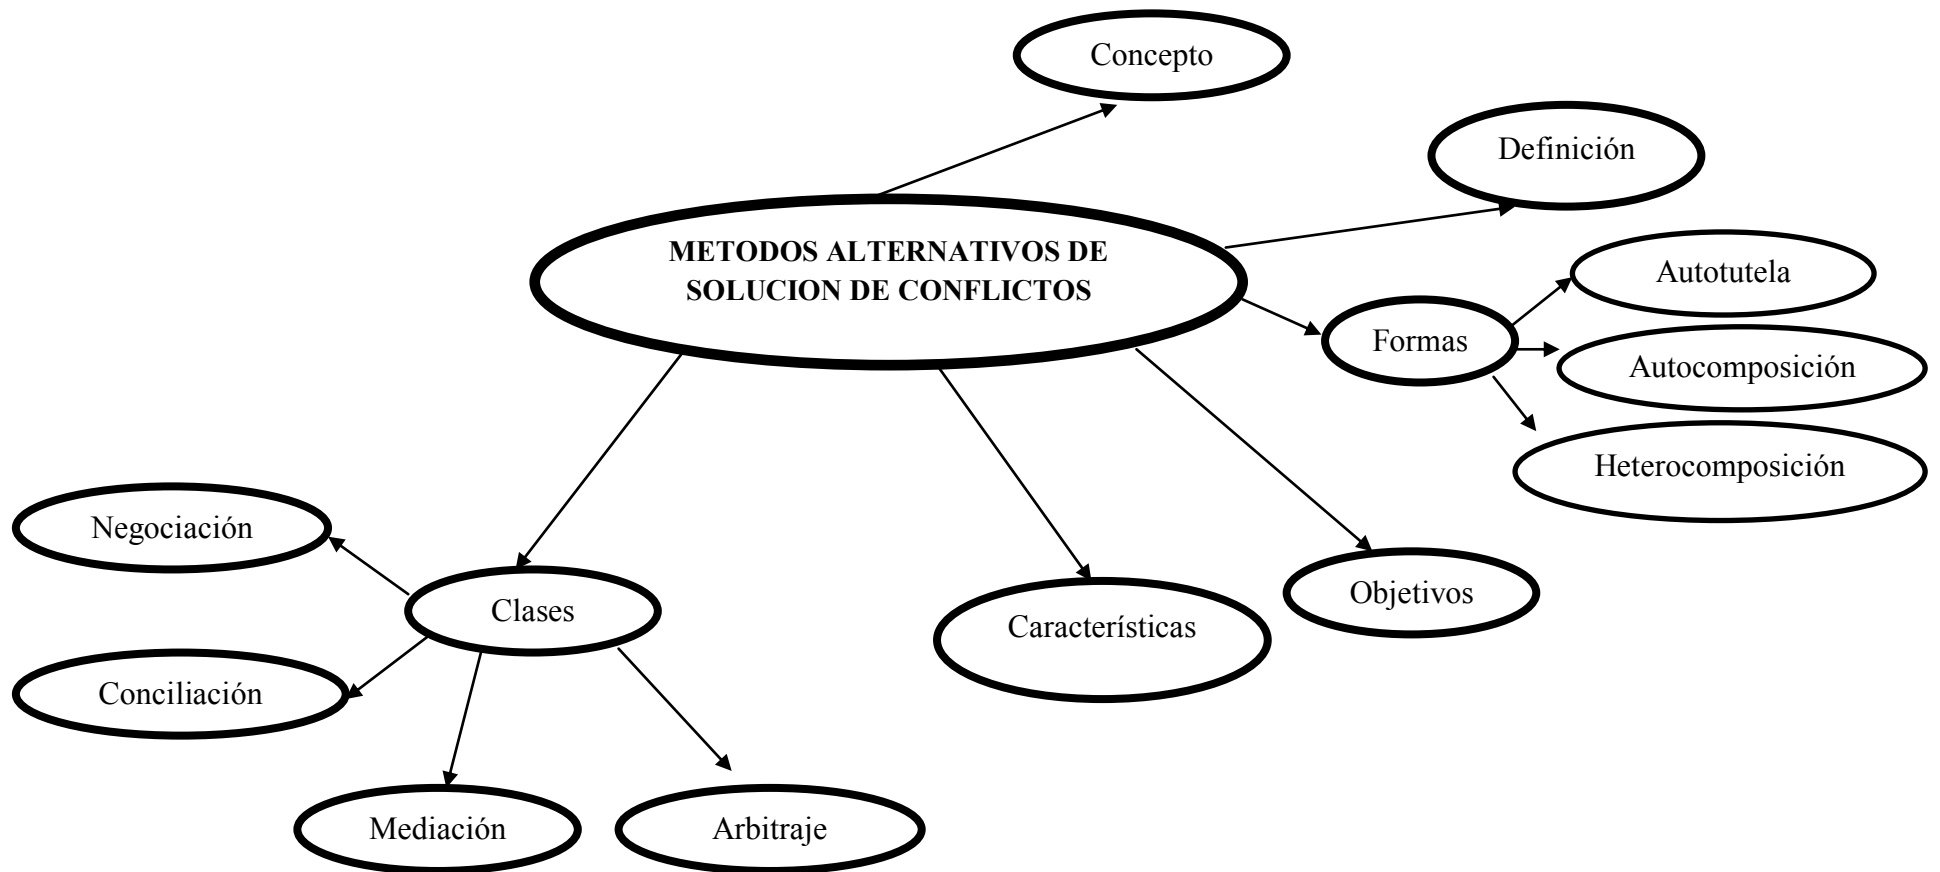 Concepto
Definición
METODOS ALTERNATIVOS DE
SOLUCION DE CONFLICTOS
Autotutela
Formas
Autocomposición
Heterocomposición
Negociación
Clases
Objetivos
Características
Conciliación
Mediación
Arbitraje